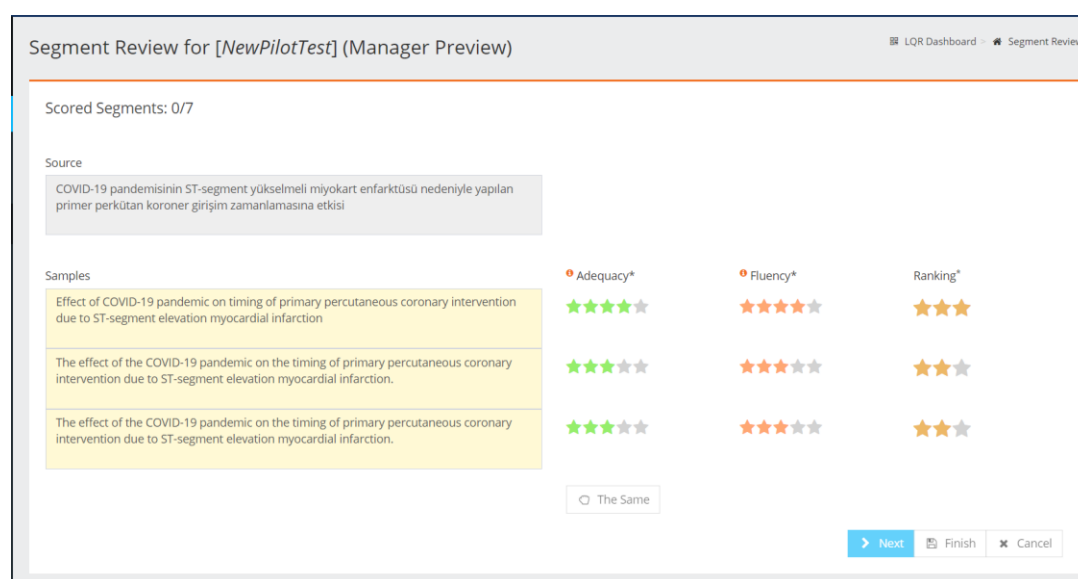 Segment Review for [NewPilotTest] (Manager Preview)
LQR Dashboard > Segment Review
Scored Segments: 0/7
Source
COVID-19 pandemisinin ST-segment yükselmeli miyokart enfarktüsü nedeniyle yapılan
primer perkütan koroner girişim zamanlamasına etkisi
Samples Adequacy* Fluency* Ranking*
Effect of COVID-19 pandemic on timing of primary percutaneous coronary intervention
due to ST-segment elevation myocardial infarction
The effect of the COVID-19 pandemic on the timing of primary percutaneous coronary
intervention due to ST-segment elevation myocardial infarction.
The effect of the COVID-19 pandemic on the timing of primary percutaneous coronary
intervention due to ST-segment elevation myocardial infarction.
The Same
Next Finish Cancel